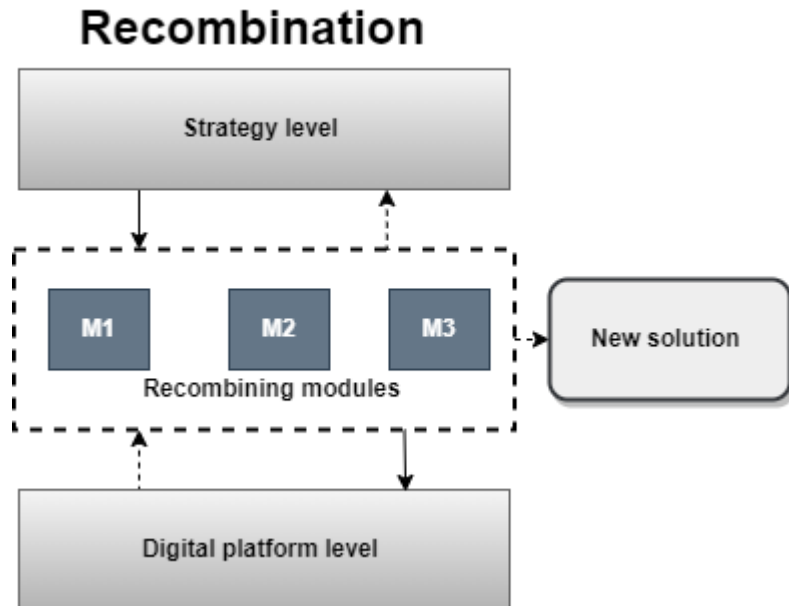 Recombination
Strategy level
M1
M2
M3
Recombining modules
New solution
Digital platform level